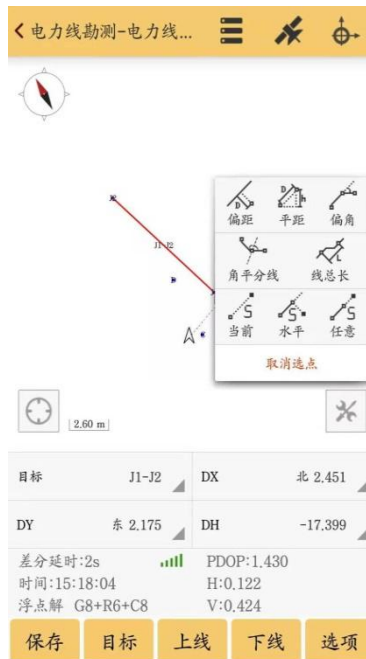 电力线勘测-电力线...
J2
J1-J2
偏距 平距 偏角
角平分线 线总长
当前 水平 任意
取消选点
2.60 m
目标 J1-J2 DX 北 2.451
DY 东 2.175 DH -17.399
差分延时:2s PDOP:1.430
时间:15:18:04 H:0.122
浮点解 G8+R6+C8 V:0.424
保存 目标 上线 下线 选项